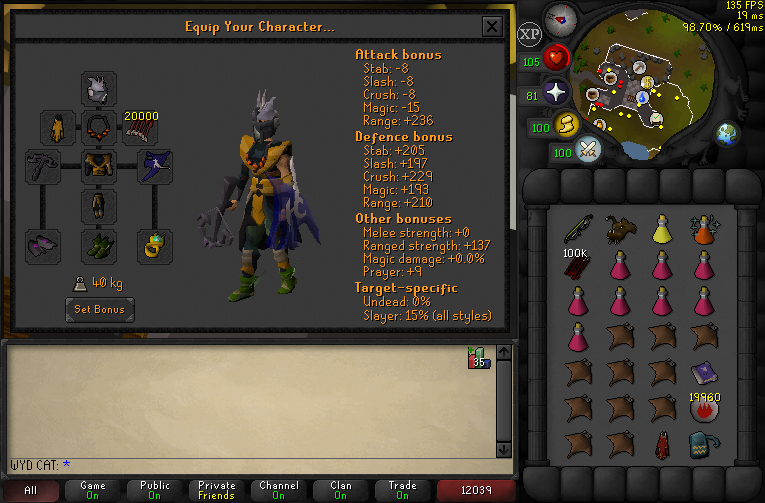 Equip Your Character...
135 FPS
19 ms
98.70% / 619ms
XP
105
81
100
100
20000
40 kg
Set Bonus
Attack bonus
Stab: -8
Slash: -8
Crush: -8
Magic: -15
Range: +236
Defence bonus
Stab: +205
Slash: +197
Crush: +229
Magic: +193
Range: +210
Other bonuses
Melee strength: +0
Ranged strength: +137
Magic damage: +0.0%
Prayer: +9
Target-specific
Undead: 0%
Slayer: 15% (all styles)
100K
19960
35
WYD CAT: *
All
Game
On
Public
On
Private
Friends
Channel
On
Clan
On
Trade
On
12039